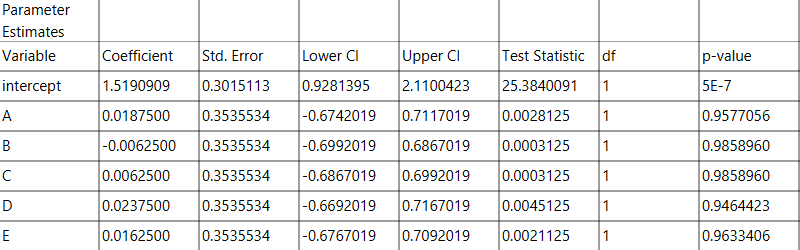 Parameter
Estimates
Variable Coefficient Std. Error Lower CI Upper CI Test Statistic df p-value
intercept 1.5190909 0.3015113 0.9281395 2.1100423 25.3840091 1 5E-7
A 0.0187500 0.3535534 -0.6742019 0.7117019 0.0028125 1 0.9577056
B -0.0062500 0.3535534 -0.6992019 0.6867019 0.0003125 1 0.9858960
C 0.0062500 0.3535534 -0.6867019 0.6992019 0.0003125 1 0.9858960
D 0.0237500 0.3535534 -0.6692019 0.7167019 0.0045125 1 0.9464423
E 0.0162500 0.3535534 -0.6767019 0.7092019 0.0021125 1 0.9633406